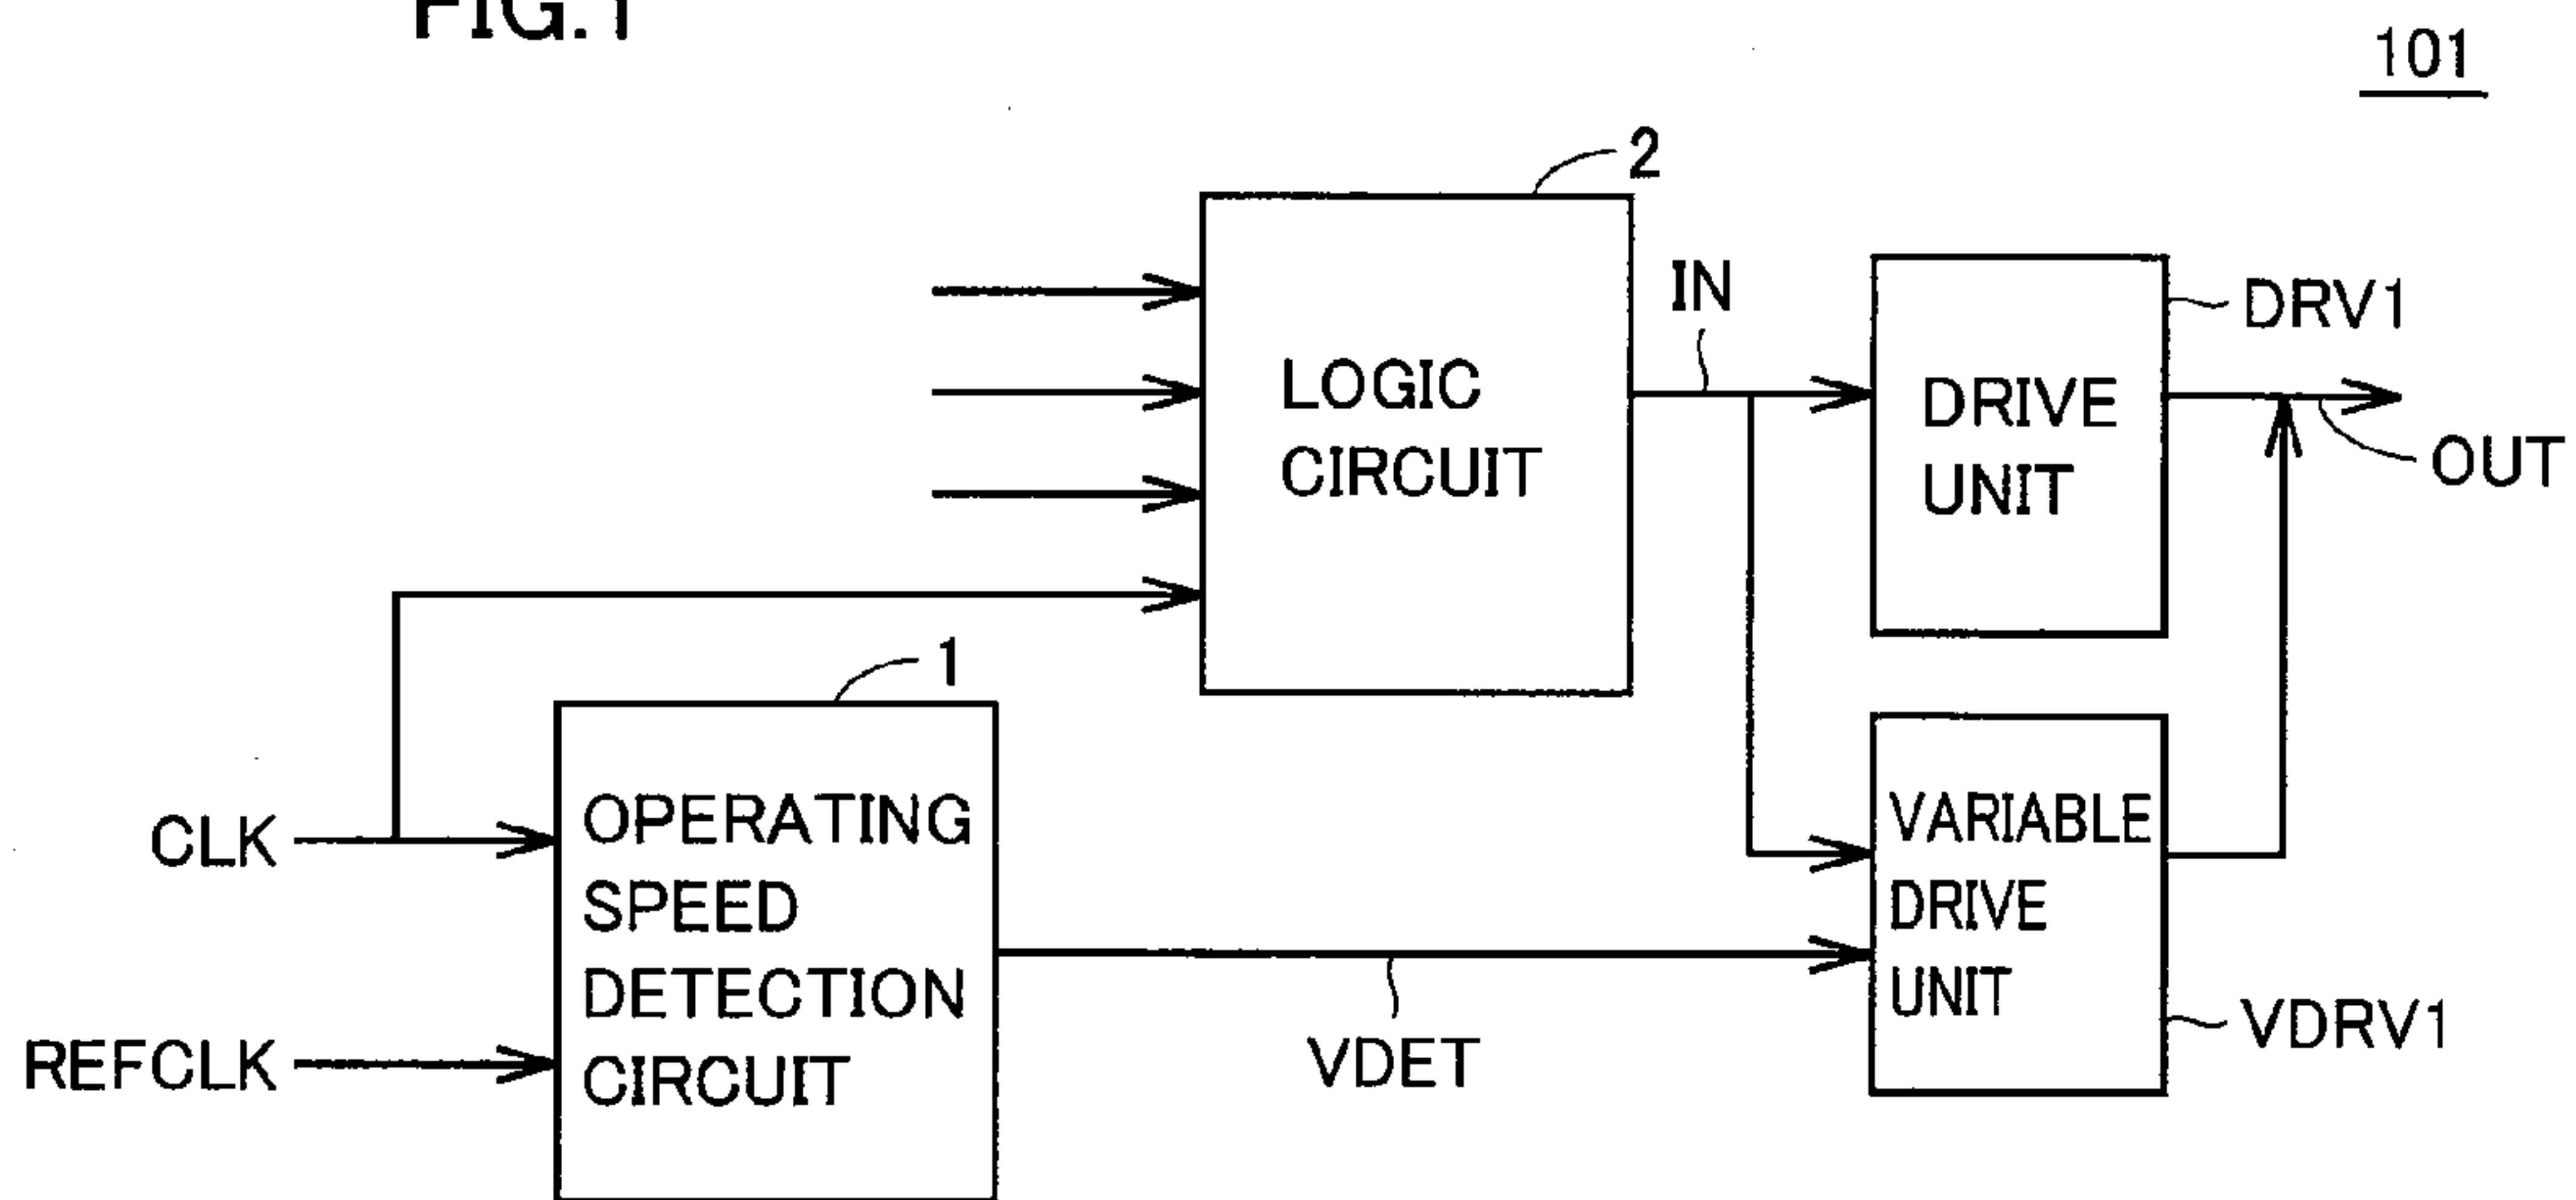 FIG.1
101
2
LOGIC
CIRCUIT
IN
DRIVE
UNIT
DRV1
OUT
1
CLK
REFCLK
OPERATING
SPEED
DETECTION
CIRCUIT
VDET
VARIABLE
DRIVE
UNIT
VDRV1